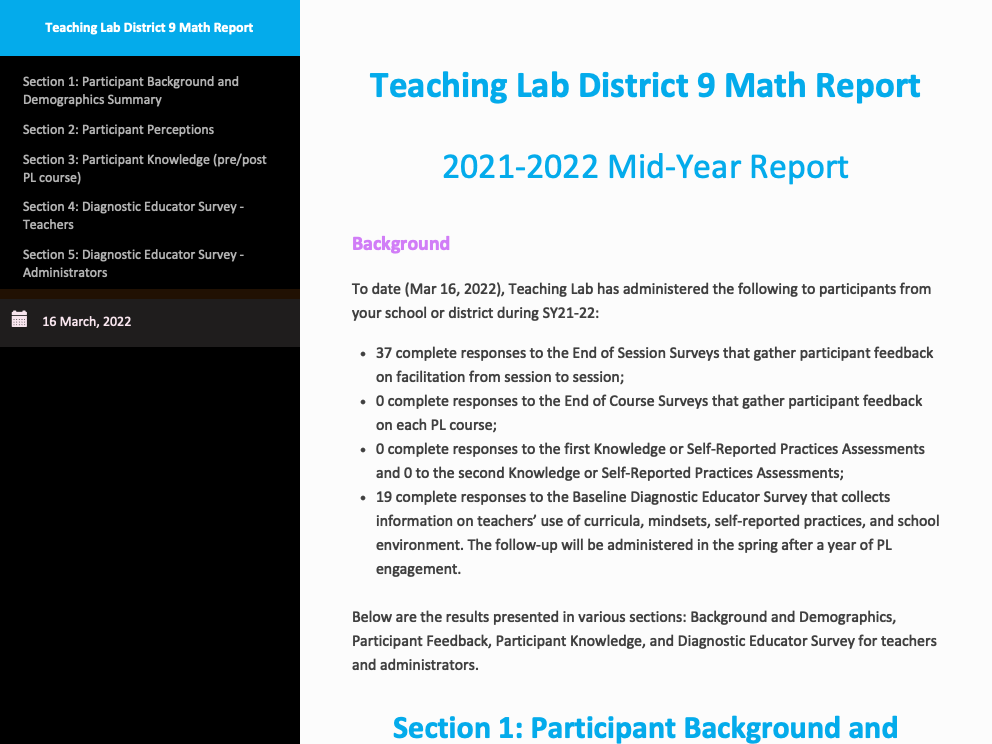 Teaching Lab District 9 Math Report
Section 1: Participant Background and
Demographics Summary
Section 2: Participant Perceptions
Section 3: Participant Knowledge (pre/post
PL course)
Section 4: Diagnostic Educator Survey -
Teachers
Section 5: Diagnostic Educator Survey -
Administrators
16 March, 2022
Teaching Lab District 9 Math Report
2021-2022 Mid-Year Report
Background
To date (Mar 16, 2022), Teaching Lab has administered the following to participants from
your school or district during SY21-22:
• 37 complete responses to the End of Session Surveys that gather participant feedback
on facilitation from session to session;
• 0 complete responses to the End of Course Surveys that gather participant feedback
on each PL course;
• 0 complete responses to the first Knowledge or Self-Reported Practices Assessments
and 0 to the second Knowledge or Self-Reported Practices Assessments;
• 19 complete responses to the Baseline Diagnostic Educator Survey that collects
information on teachers’ use of curricula, mindsets, self-reported practices, and school
environment. The follow-up will be administered in the spring after a year of PL
engagement.
Below are the results presented in various sections: Background and Demographics,
Participant Feedback, Participant Knowledge, and Diagnostic Educator Survey for teachers
and administrators.
Section 1: Participant Background and